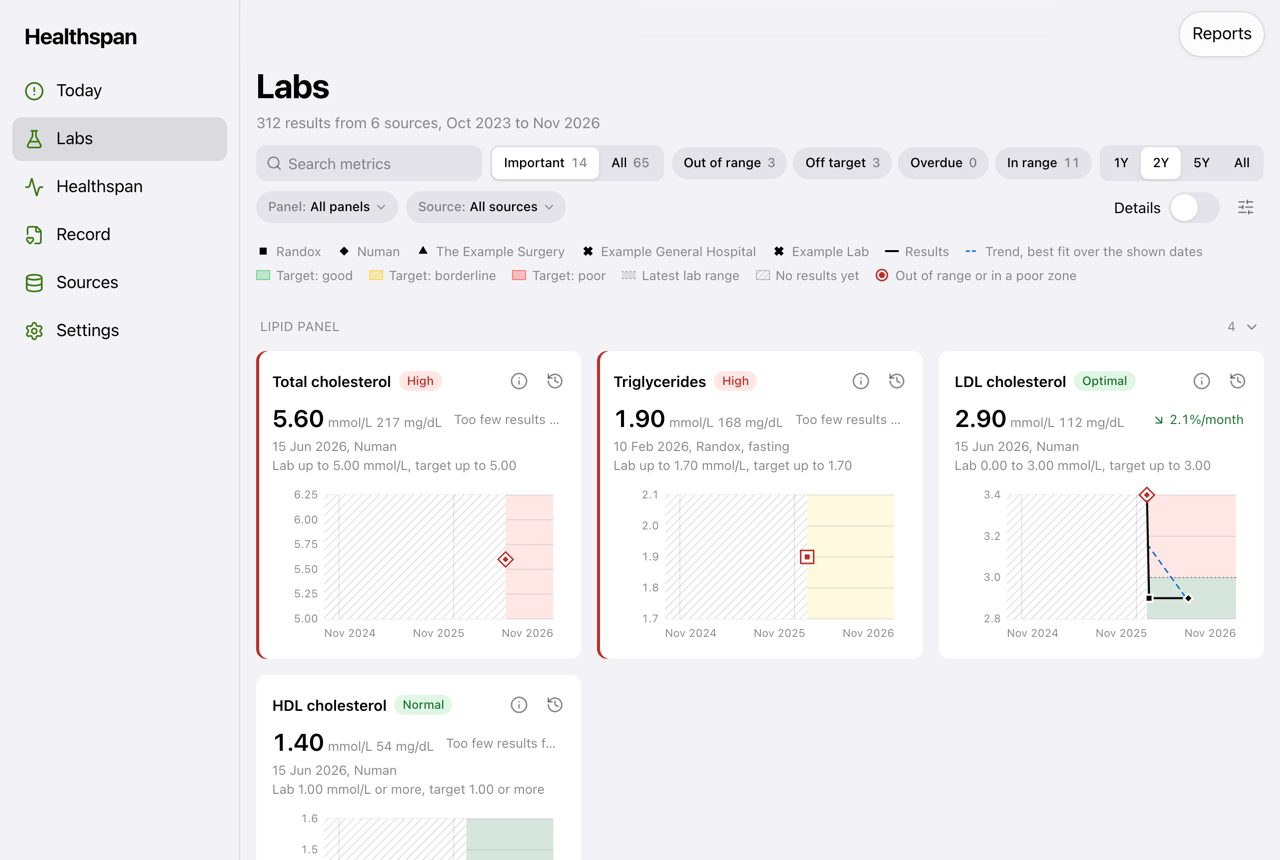 Healthspan
Today
Labs
Healthspan
Record
Sources
Settings
Reports
Labs
312 results from 6 sources, Oct 2023 to Nov 2026
Search metrics
Important 14
All 65
Out of range 3
Off target 3
Overdue 0
In range 11
1Y 2Y 5Y All
Panel: All panels
Source: All sources
Details
Randox Numan The Example Surgery Example General Hospital Example Lab Results Trend, best fit over the shown dates
Target: good Target: borderline Target: poor Latest lab range No results yet Out of range or in a poor zone
LIPID PANEL 4
Total cholesterol High
5.60 mmol/L 217 mg/dL Too few results ...
15 Jun 2026, Numan
Lab up to 5.00 mmol/L, target up to 5.00
6.25
6.00
5.75
5.50
5.25
5.00
Nov 2024 Nov 2025 Nov 2026
Triglycerides High
1.90 mmol/L 168 mg/dL Too few results ...
10 Feb 2026, Randox, fasting
Lab up to 1.70 mmol/L, target up to 1.70
2.1
2.0
1.9
1.8
1.7
Nov 2024 Nov 2025 Nov 2026
LDL cholesterol Optimal
2.90 mmol/L 112 mg/dL 2.1%/month
15 Jun 2026, Numan
Lab 0.00 to 3.00 mmol/L, target up to 3.00
3.4
3.2
3.0
2.8
Nov 2024 Nov 2025 Nov 2026
HDL cholesterol Normal
1.40 mmol/L 54 mg/dL Too few results f...
15 Jun 2026, Numan
Lab 1.00 mmol/L or more, target 1.00 or more
1.6
1.5